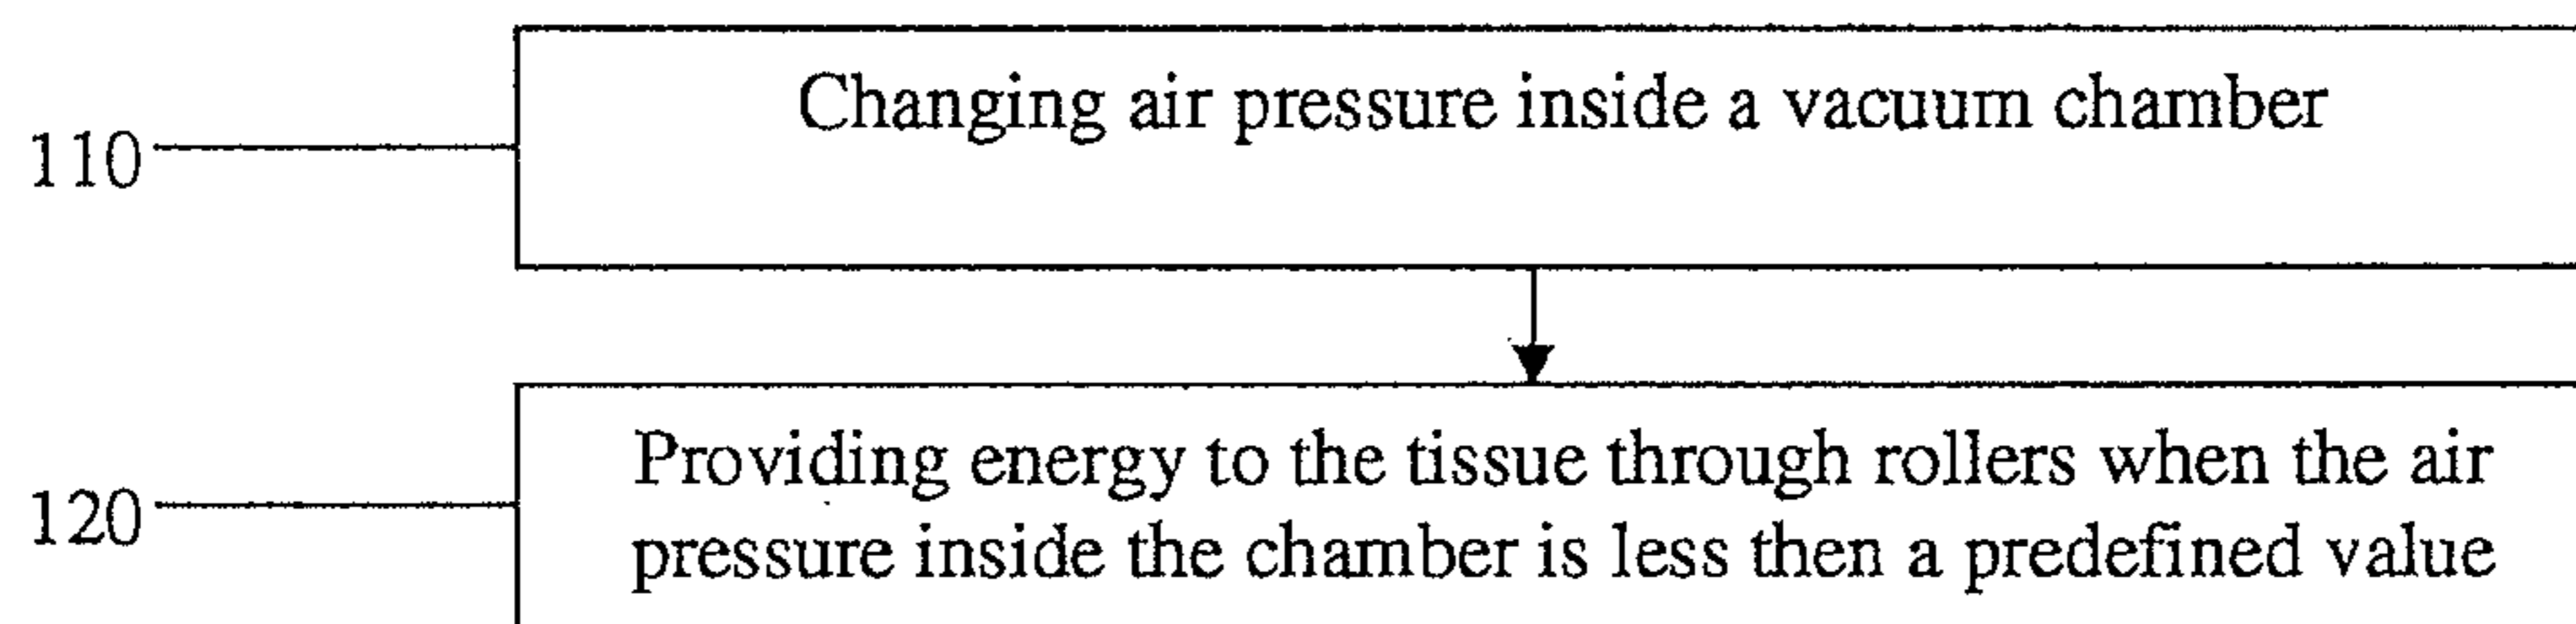 Changing air pressure inside a vacuum chamber
110
Providing energy to the tissue through rollers when the air
pressure inside the chamber is less then a predefined value
120